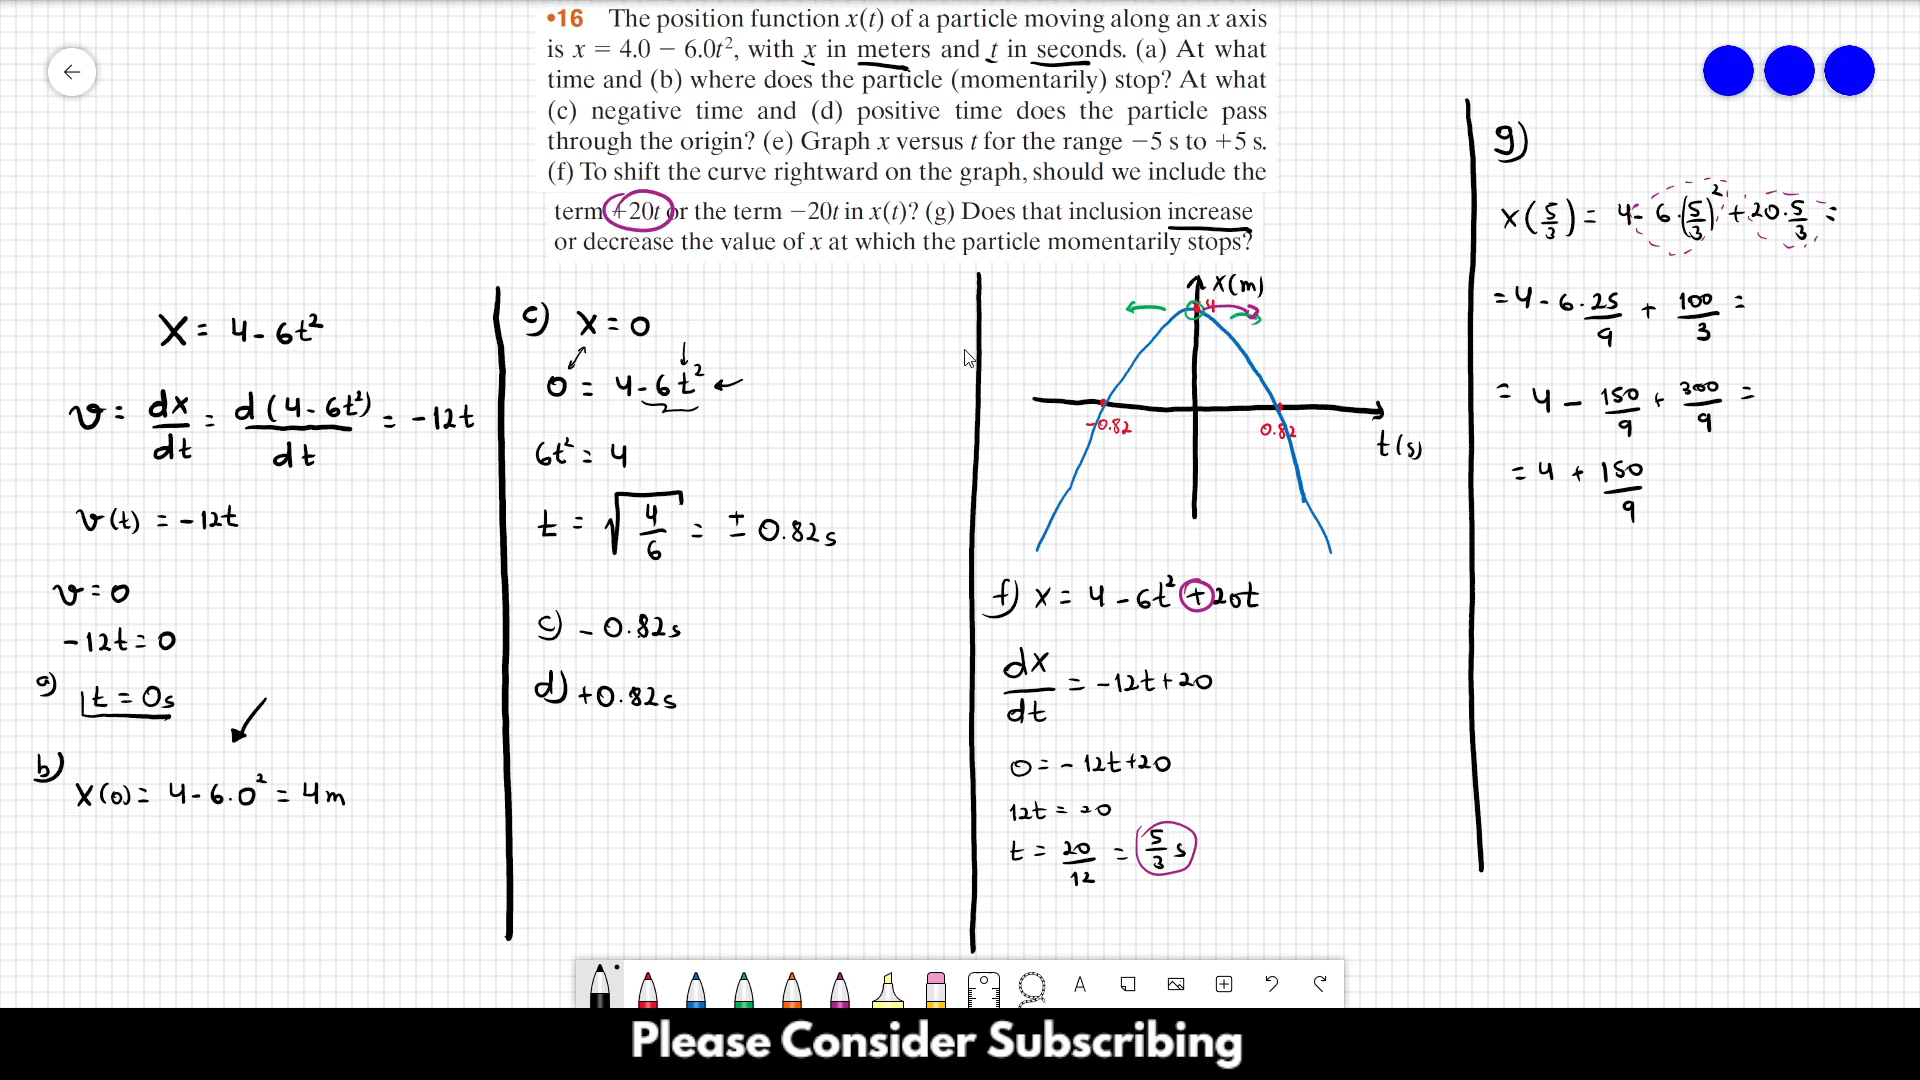 •16 The position function x(t) of a particle moving along an x axis
is x = 4.0 − 6.0t², with x in meters and t in seconds. (a) At what
time and (b) where does the particle (momentarily) stop? At what
(c) negative time and (d) positive time does the particle pass
through the origin? (e) Graph x versus t for the range −5 s to +5 s.
(f) To shift the curve rightward on the graph, should we include the
term +20t or the term −20t in x(t)? (g) Does that inclusion increase
or decrease the value of x at which the particle momentarily stops?
x = 4 - 6t²
v = dx/dt = d(4-6t²)/dt = -12t
v(t) = -12t
v = 0
-12t = 0
a) t = 0s
b) x(0) = 4 - 6.0² = 4m
c) x = 0
0 = 4 - 6t²
6t² = 4
t = √4/6 = ± 0.82s
c) - 0.82s
d) +0.82s
x(m)
4
-0.82
0.82
t(s)
f) x = 4 - 6t² + 20t
dx/dt = -12t+20
0 = - 12t+20
12t = 20
t = 20/12 = 5/3 s
g)
x(5/3) = 4 - 6.(5/3)² + 20.5/3 =
= 4 - 6.25/9 + 100/3 =
= 4 - 150/9 + 300/9 =
= 4 + 150/9
A
Please Consider Subscribing